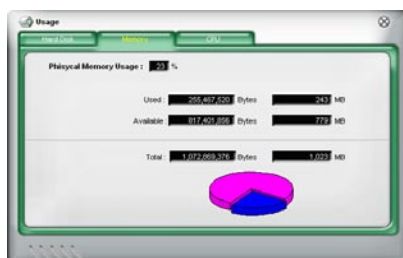 Usage
Hard Disk Memory CPU
Phisycal Memory Usage : 23 %
Used : 255,467,520 Bytes 243 MB
Available : 817,401,856 Bytes 779 MB
Total : 1,072,869,376 Bytes 1,023 MB